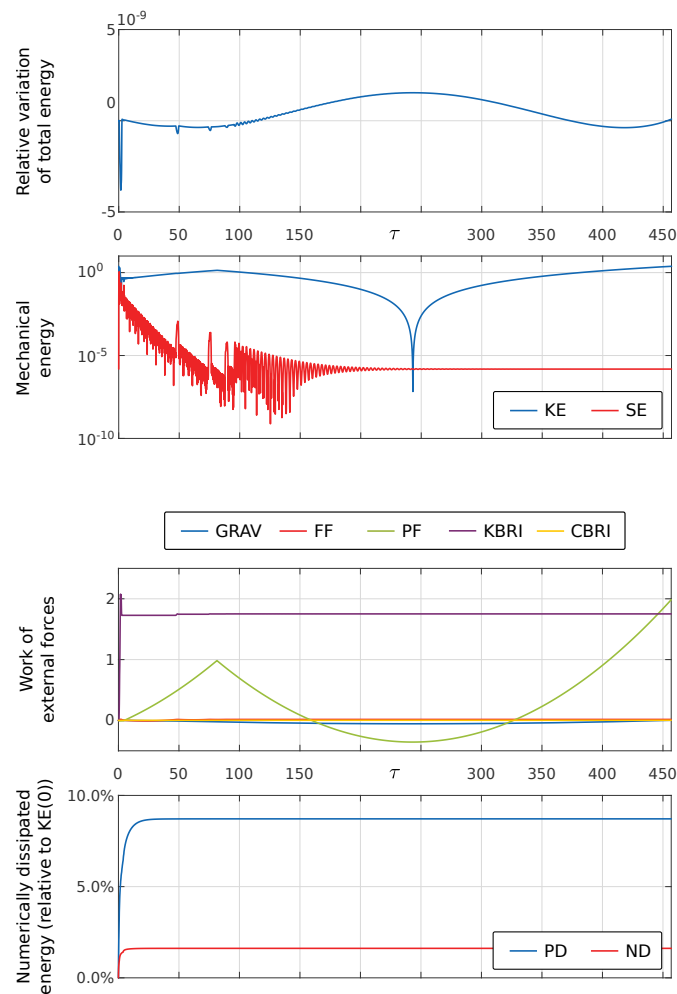 5 10-9
Relative variation
of total energy
0
-5
0 50 100 150 τ 300 350 400 450
Mechanical
energy
10^0
10^-5
10^-10
KE SE
GRAV FF PF KBRI CBRI
Work of
external forces
2
1
0
0 50 100 150 τ 300 350 400 450
Numerically dissipated
energy (relative to KE(0))
10.0%
5.0%
0.0%
PD ND